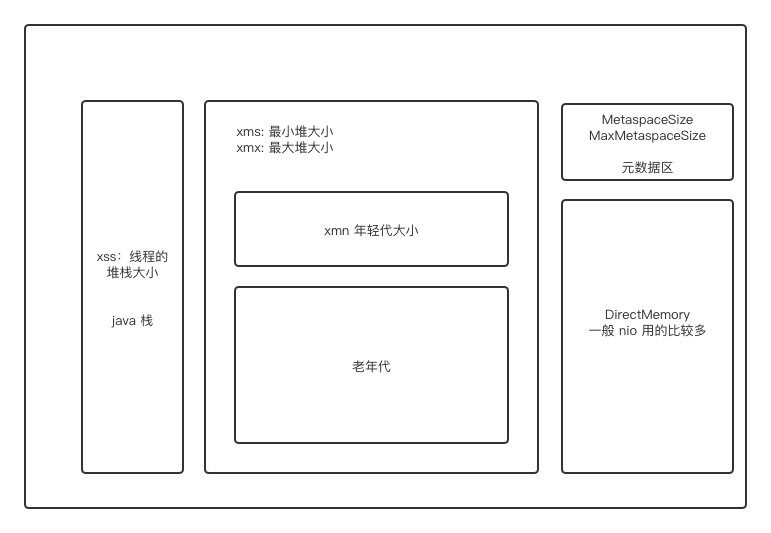 xss：线程的
堆栈大小
java 栈
xms: 最小堆大小
xmx: 最大堆大小
xmn 年轻代大小
老年代
MetaspaceSize
MaxMetaspaceSize
元数据区
DirectMemory
一般 nio 用的比较多